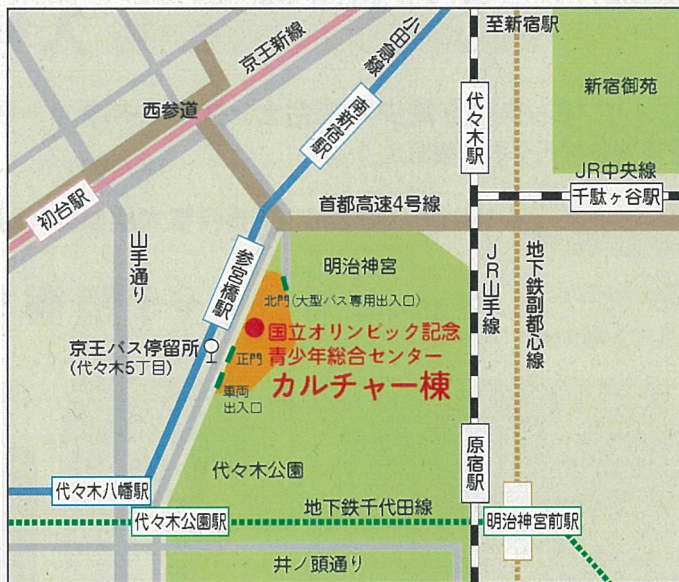 至新宿駅
小田急線
京王新線
新宿御苑
代々木駅
南新宿駅
西参道
JR中央線
千駄ヶ谷駅
初台駅
首都高速4号線
山手通り
参宮橋駅
明治神宮
JR山手線
地下鉄副都心線
北門(大型バス専用出入口)
国立オリンピック記念
青少年総合センター
カルチャー棟
京王バス停留所
(代々木5丁目)
正門
車両
出入口
原宿駅
代々木公園
代々木八幡駅
地下鉄千代田線
代々木公園駅
明治神宮前駅
井ノ頭通り